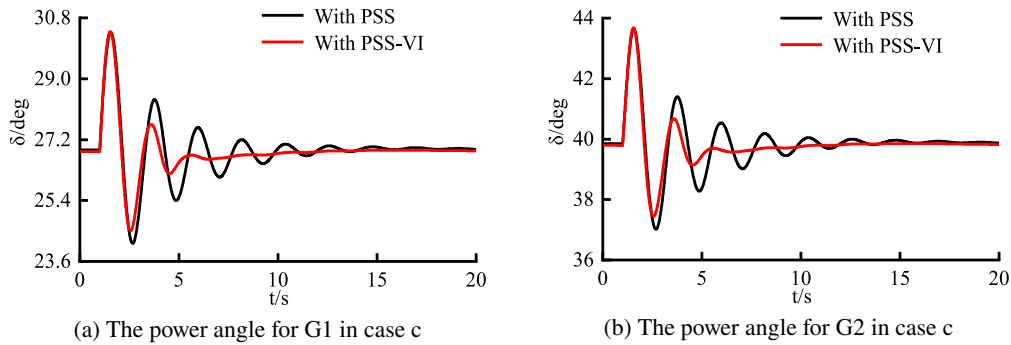 30.8
29.0
27.2
25.4
23.6
δ/deg
With PSS
With PSS-VI
0
5
10
15
20
t/s
(a) The power angle for G1 in case c
44
42
40
38
36
δ/deg
With PSS
With PSS-VI
0
5
10
15
20
t/s
(b) The power angle for G2 in case c